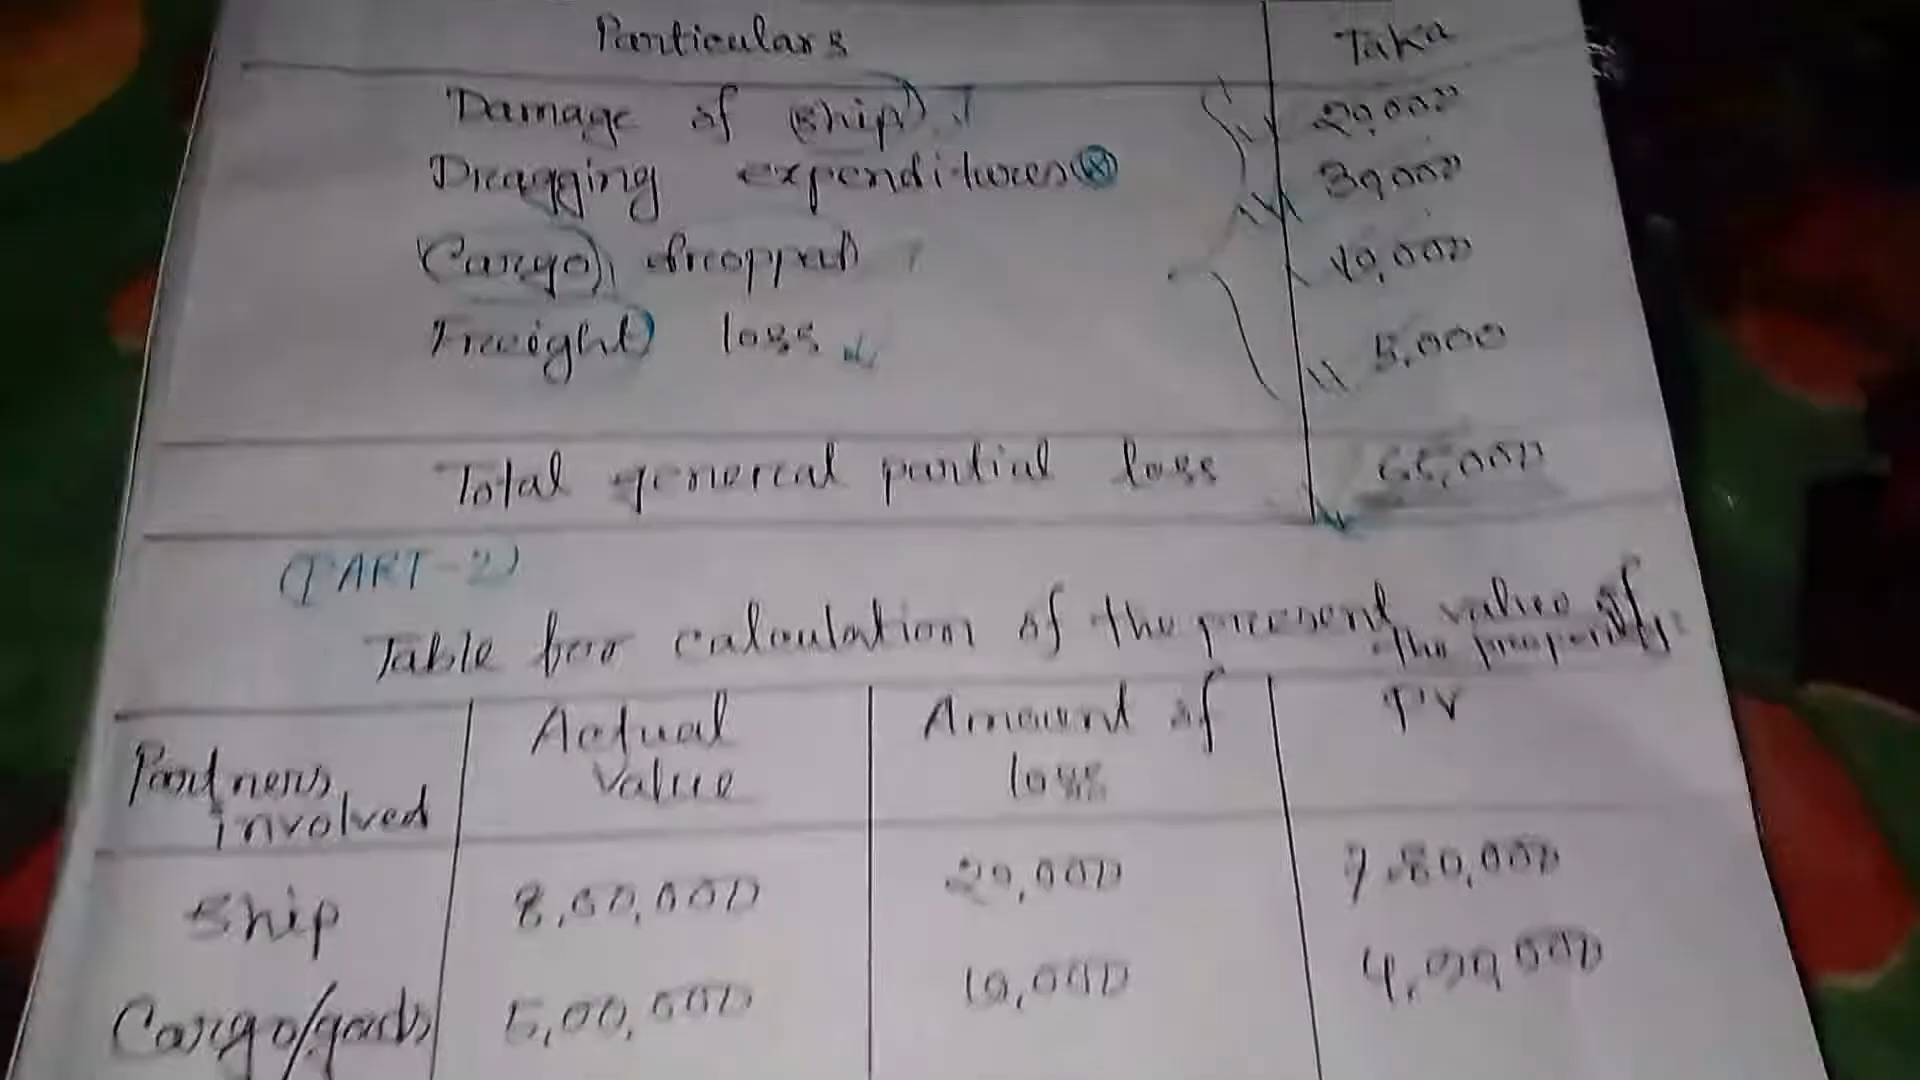 Particulars Taka
Damage of ship 20,000
Dragging expenditures 30,000
Cargo dropped 10,000
Freight loss 5,000
Total general partial loss 65,000
(PART-2)
Table for calculation of the present value of
the property:
Partners involved Actual value Amount of loss PV
Ship 8,00,000 20,000 7,80,000
Cargo/goods 5,00,000 10,000 4,90,000